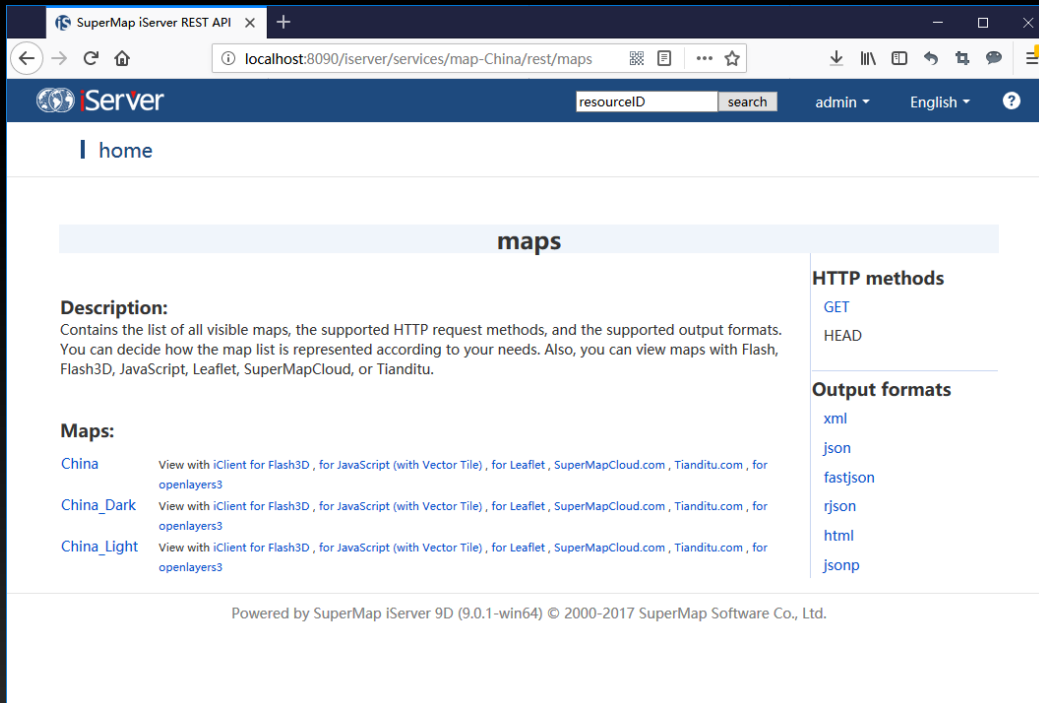 SuperMap iServer REST API
localhost:8090/iserver/services/map-China/rest/maps
iServer
resourceID
search
admin
English
?
home
maps
Description:
Contains the list of all visible maps, the supported HTTP request methods, and the supported output formats.
You can decide how the map list is represented according to your needs. Also, you can view maps with Flash,
Flash3D, JavaScript, Leaflet, SuperMapCloud, or Tianditu.
Maps:
China View with iClient for Flash3D , for JavaScript (with Vector Tile) , for Leaflet , SuperMapCloud.com , Tianditu.com , for
openlayers3
China_Dark View with iClient for Flash3D , for JavaScript (with Vector Tile) , for Leaflet , SuperMapCloud.com , Tianditu.com , for
openlayers3
China_Light View with iClient for Flash3D , for JavaScript (with Vector Tile) , for Leaflet , SuperMapCloud.com , Tianditu.com , for
openlayers3
HTTP methods
GET
HEAD
Output formats
xml
json
fastjson
rjson
html
jsonp
Powered by SuperMap iServer 9D (9.0.1-win64) © 2000-2017 SuperMap Software Co., Ltd.